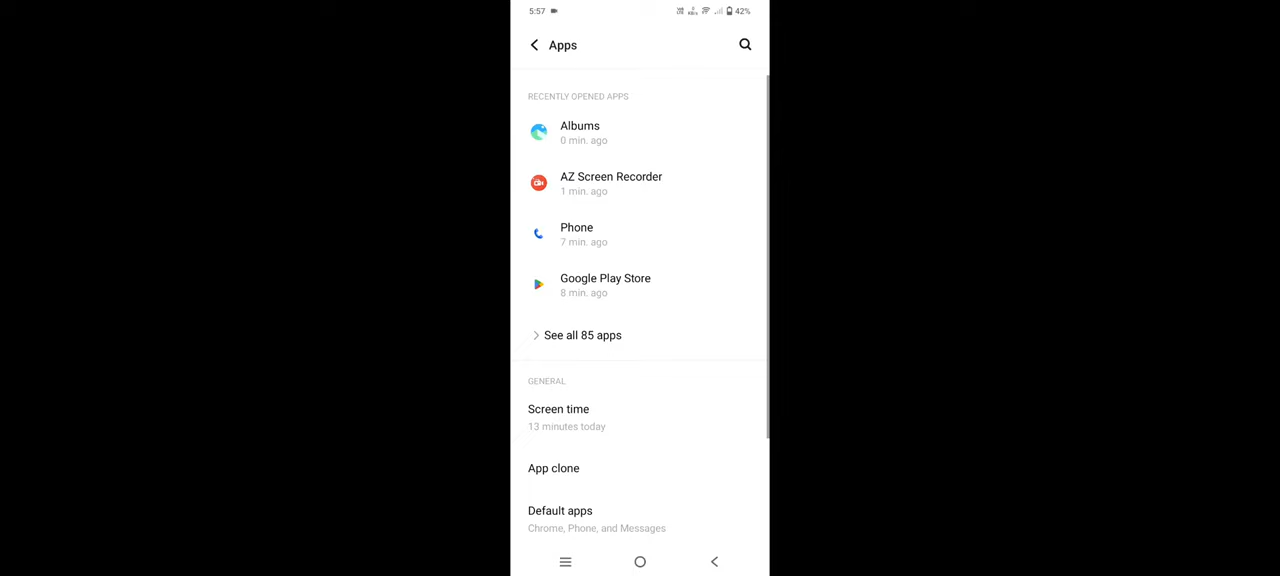 5:57
42%
Apps
RECENTLY OPENED APPS
Albums
0 min. ago
AZ Screen Recorder
1 min. ago
Phone
7 min. ago
Google Play Store
8 min. ago
See all 85 apps
GENERAL
Screen time
13 minutes today
App clone
Default apps
Chrome, Phone, and Messages